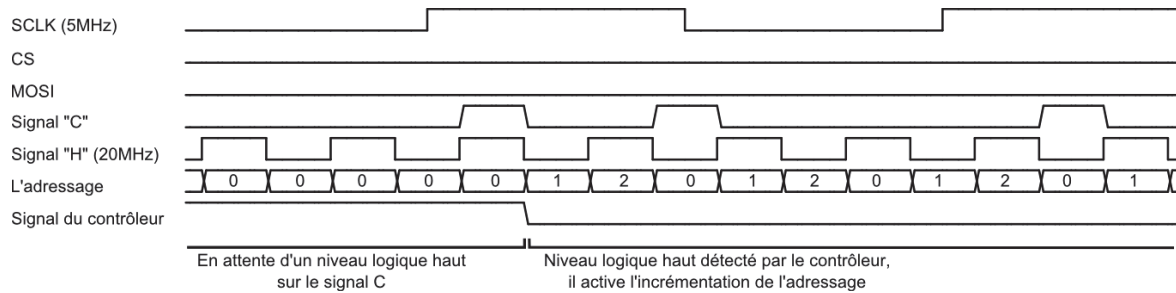 SCLK (5MHz)
CS
MOSI
Signal "C"
Signal "H" (20MHz)
L'adressage 0 0 0 0 0 1 2 0 1 2 0 1 2 0 1
Signal du contrôleur
En attente d'un niveau logique haut
sur le signal C
Niveau logique haut détecté par le contrôleur,
il active l'incrémentation de l'adressage